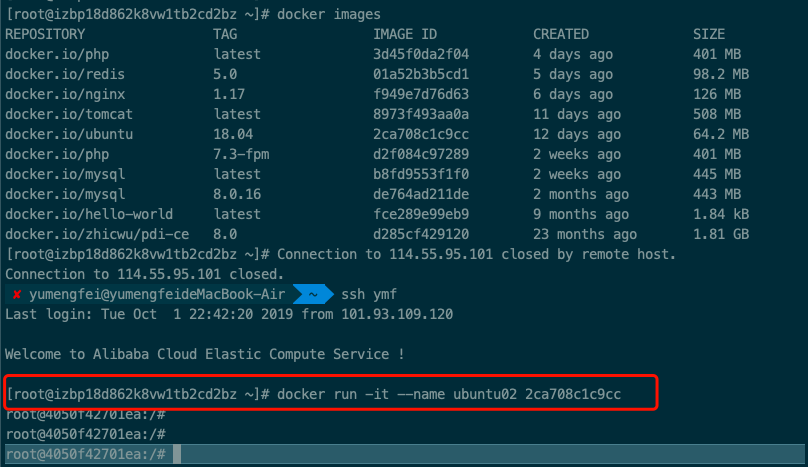 [root@izbp18d862k8vw1tb2cd2bz ~]# docker images
REPOSITORY TAG IMAGE ID CREATED SIZE
docker.io/php latest 3d45f0da2f04 4 days ago 401 MB
docker.io/redis 5.0 01a52b3b5cd1 5 days ago 98.2 MB
docker.io/nginx 1.17 f949e7d76d63 6 days ago 126 MB
docker.io/tomcat latest 8973f493aa0a 11 days ago 508 MB
docker.io/ubuntu 18.04 2ca708c1c9cc 12 days ago 64.2 MB
docker.io/php 7.3-fpm d2f084c97289 2 weeks ago 401 MB
docker.io/mysql latest b8fd9553f1f0 2 weeks ago 445 MB
docker.io/mysql 8.0.16 de764ad211de 2 months ago 443 MB
docker.io/hello-world latest fce289e99eb9 9 months ago 1.84 kB
docker.io/zhicwu/pdi-ce 8.0 d285cf429120 23 months ago 1.81 GB
[root@izbp18d862k8vw1tb2cd2bz ~]# Connection to 114.55.95.101 closed by remote host.
Connection to 114.55.95.101 closed.
✘ yumengfei@yumengfeideMacBook-Air ~ ssh ymf
Last login: Tue Oct 1 22:42:20 2019 from 101.93.109.120
Welcome to Alibaba Cloud Elastic Compute Service !
[root@izbp18d862k8vw1tb2cd2bz ~]# docker run -it --name ubuntu02 2ca708c1c9cc
root@4050f42701ea:/#
root@4050f42701ea:/#
root@4050f42701ea:/#